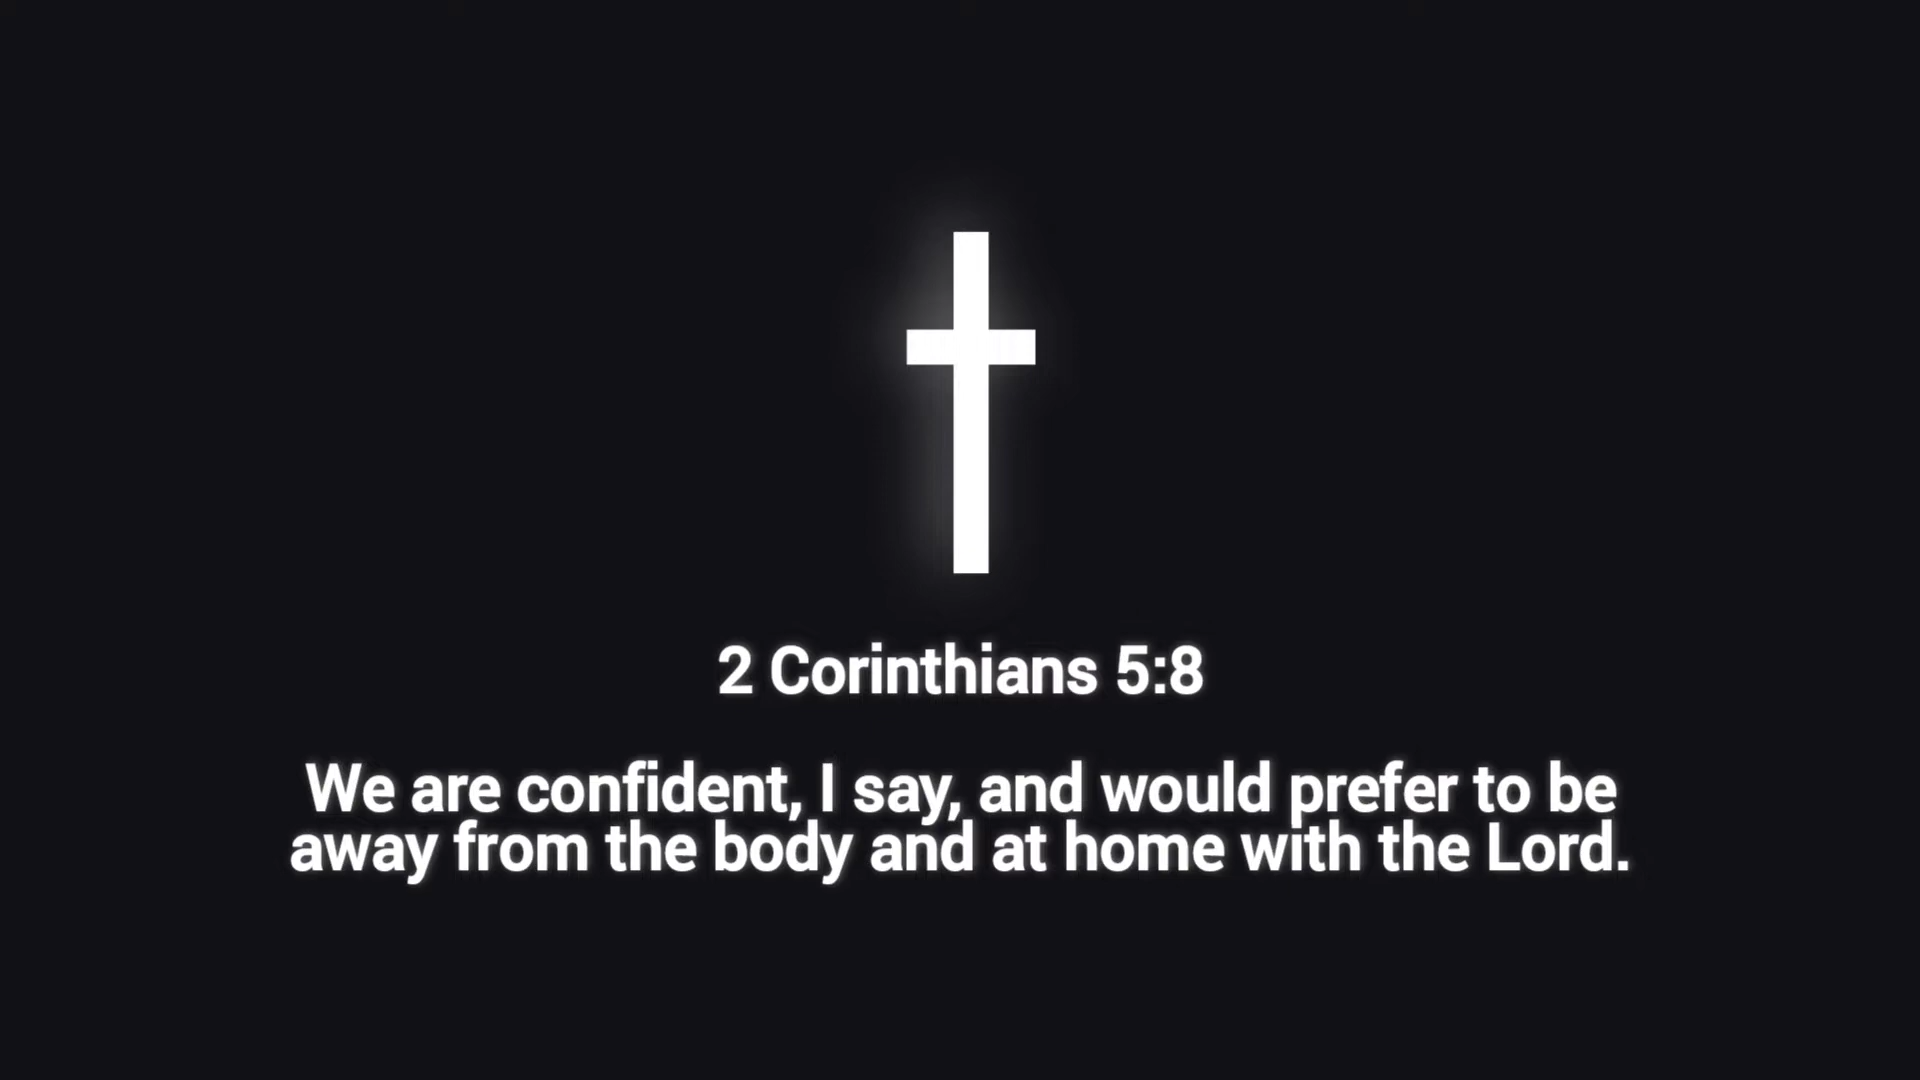 2 Corinthians 5:8
We are confident, I say, and would prefer to be
away from the body and at home with the Lord.